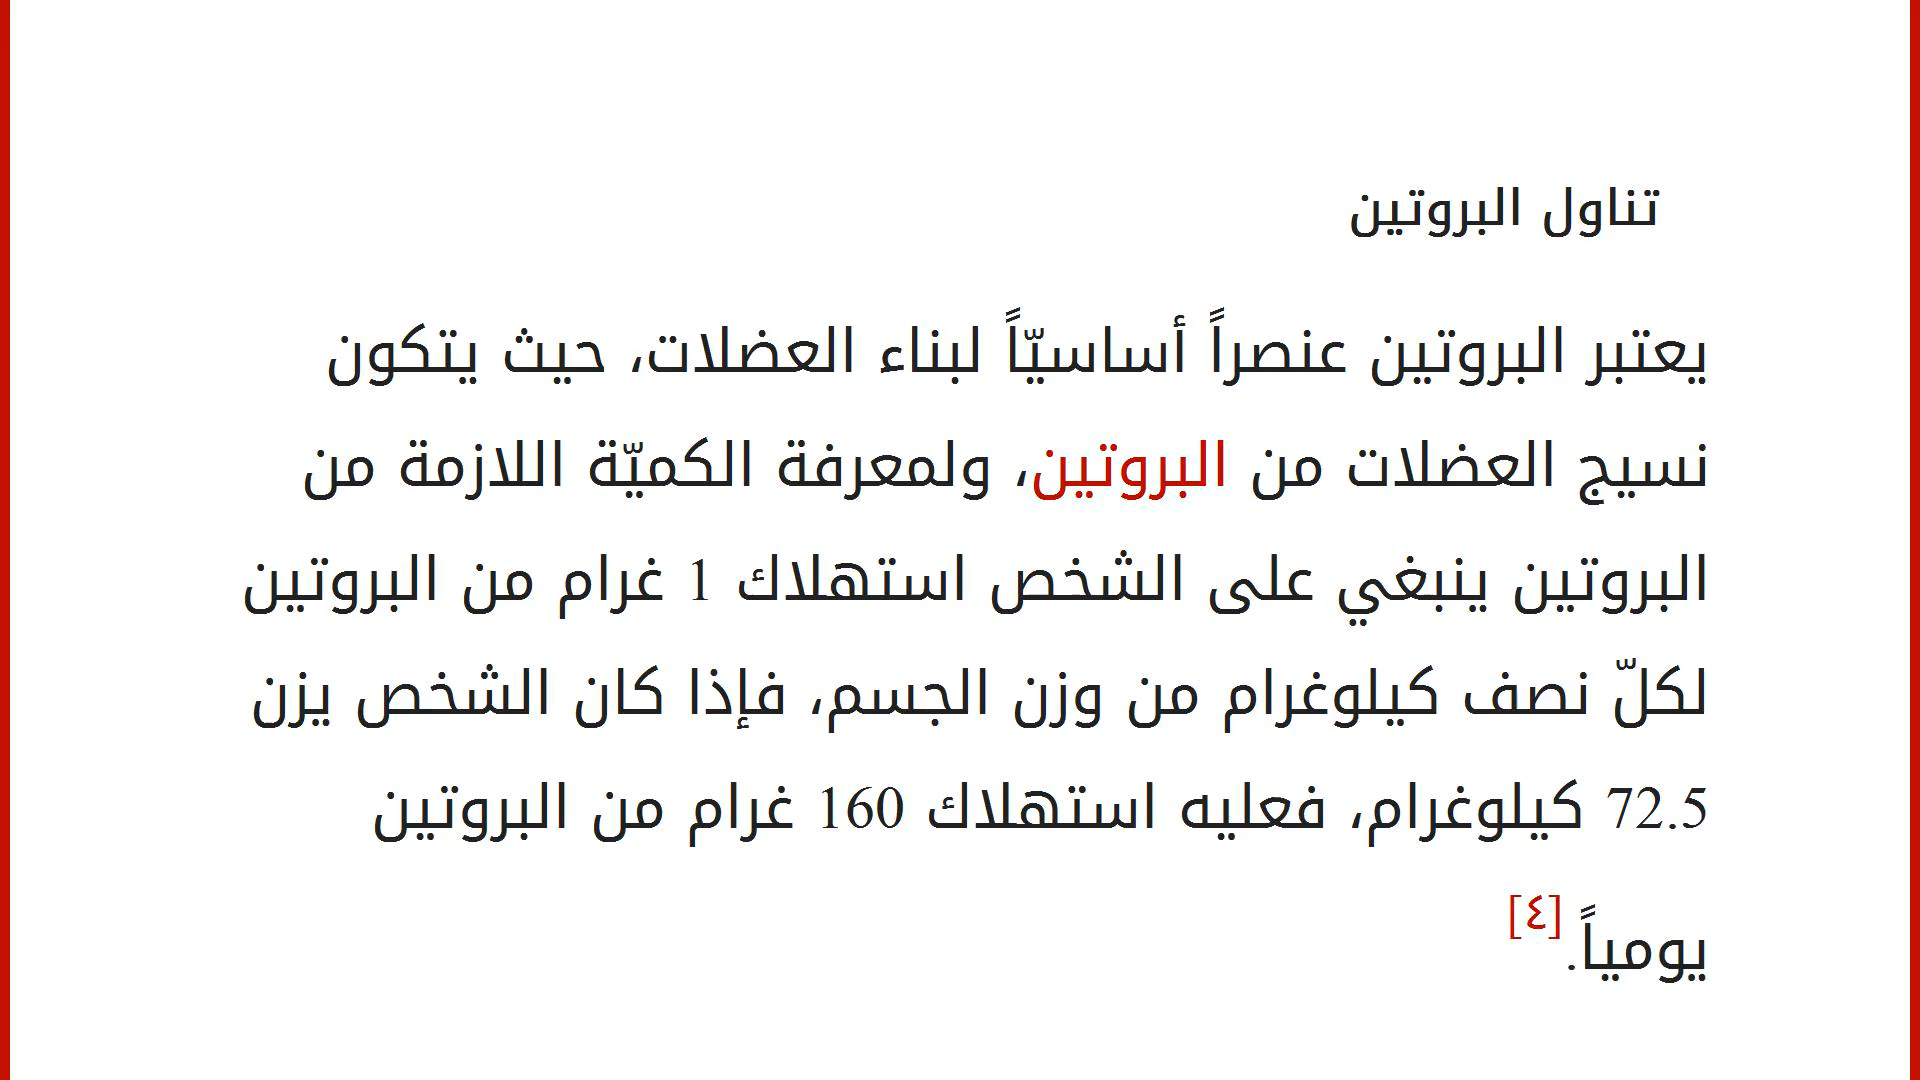 تناول البروتين
يعتبر البروتين عنصراً أساسيّاً لبناء العضلات، حيث يتكون
نسيج العضلات من البروتين، ولمعرفة الكميّة اللازمة من
البروتين ينبغي على الشخص استهلاك 1 غرام من البروتين
لكلّ نصف كيلوغرام من وزن الجسم، فإذا كان الشخص يزن
72.5 كيلوغرام، فعليه استهلاك 160 غرام من البروتين
يومياً.[٤]